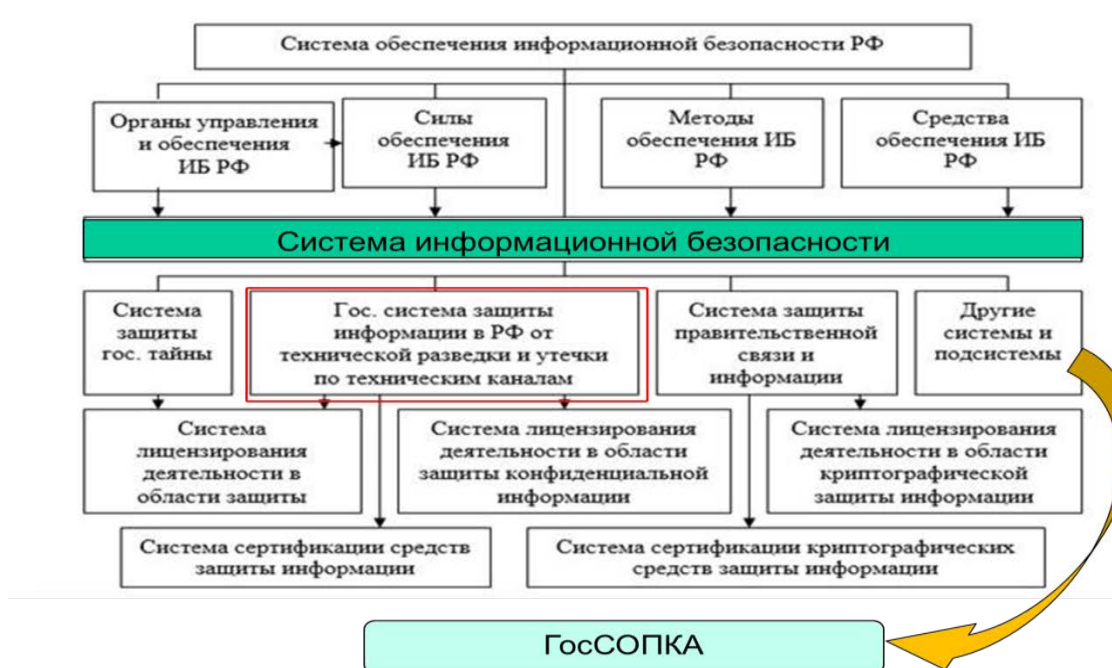 Система обеспечения информационной безопасности РФ
Органы управления
и обеспечения
ИБ РФ
Силы
обеспечения
ИБ РФ
Методы
обеспечения ИБ
РФ
Средства
обеспечения ИБ
РФ
Система информационной безопасности
Система
защиты
гос. тайны
Гос. система защиты
информации в РФ от
технической разведки и утечки
по техническим каналам
Система защиты
правительственной
связи и
информации
Другие
системы и
подсистемы
Система
лицензирования
деятельности в
области защиты
Система лицензирования
деятельности в области
защиты конфиденциальной
информации
Система лицензирования
деятельности в области
криптографической
защиты информации
Система сертификации средств
защиты информации
Система сертификации криптографических
средств защиты информации
ГосСОПКА